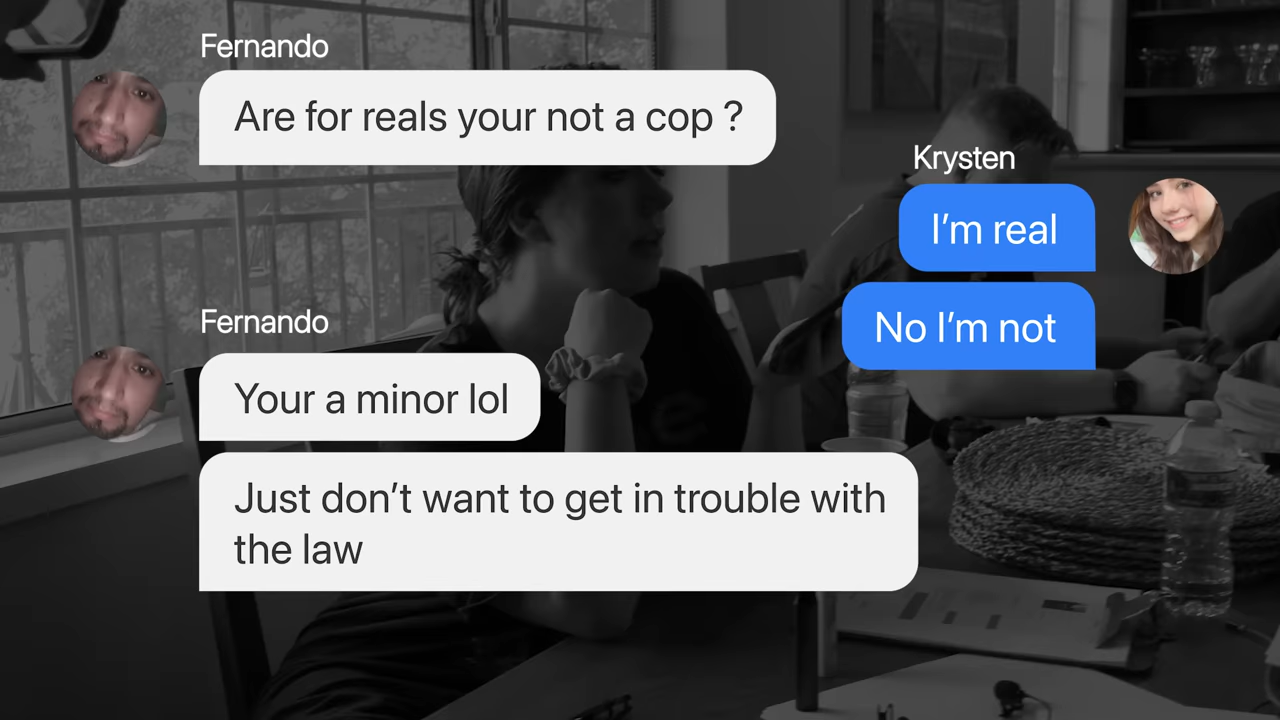 Fernando
Are for reals your not a cop ?
Krysten
I’m real
No I’m not
Fernando
Your a minor lol
Just don’t want to get in trouble with
the law